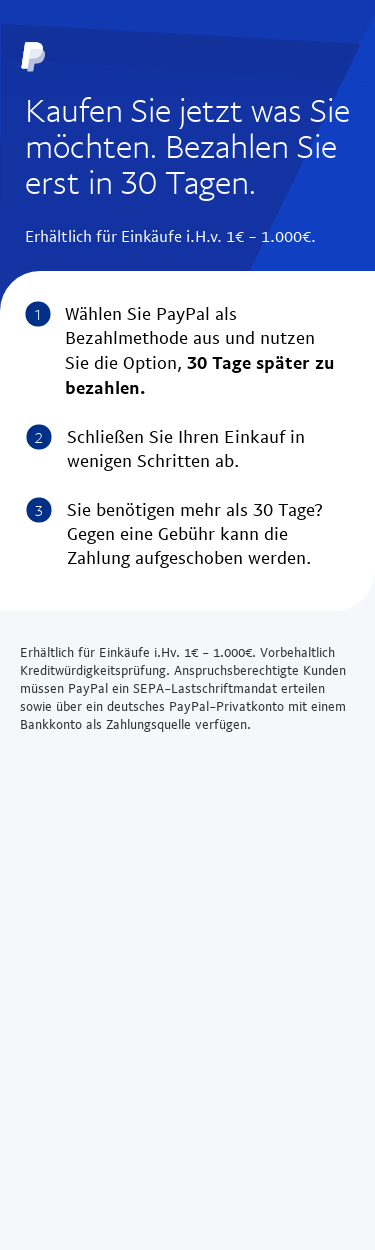 Kaufen Sie jetzt was Sie
möchten. Bezahlen Sie
erst in 30 Tagen.
Erhältlich für Einkäufe i.H.v. 1€ – 1.000€.
1 Wählen Sie PayPal als
Bezahlmethode aus und nutzen
Sie die Option, 30 Tage später zu
bezahlen.
2 Schließen Sie Ihren Einkauf in
wenigen Schritten ab.
3 Sie benötigen mehr als 30 Tage?
Gegen eine Gebühr kann die
Zahlung aufgeschoben werden.
Erhältlich für Einkäufe i.Hv. 1€ – 1.000€. Vorbehaltlich
Kreditwürdigkeitsprüfung. Anspruchsberechtigte Kunden
müssen PayPal ein SEPA-Lastschriftmandat erteilen
sowie über ein deutsches PayPal-Privatkonto mit einem
Bankkonto als Zahlungsquelle verfügen.